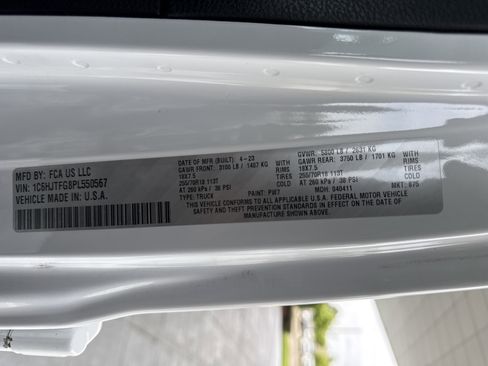 MFD BY: FCA US LLC
VIN: 1C6HJTFG8PL550567
VEHICLE MADE IN: U.S.A.
DATE OF MFR (BUILT): 4-23
GAWR FRONT: 3100 LB / 1407 KG WITH
18X7.5 RIMS
255/70R18 113T TIRES
AT 260 kPa / 38 PSI COLD
TYPE: TRUCK PAINT: PW7
GVWR: 5800 LB / 2631 KG
GAWR REAR: 3750 LB / 1701 KG WITH
18X7.5 RIMS
255/70R18 113T TIRES
AT 260 kPa / 38 PSI COLD
MDH: 040411 MKT: 875
THIS VEHICLE CONFORMS TO ALL APPLICABLE U.S.A. FEDERAL MOTOR VEHICLE
SAFETY AND THEFT PREVENTION STANDARDS IN EFFECT ON THE DATE OF
MANUFACTURE SHOWN ABOVE.